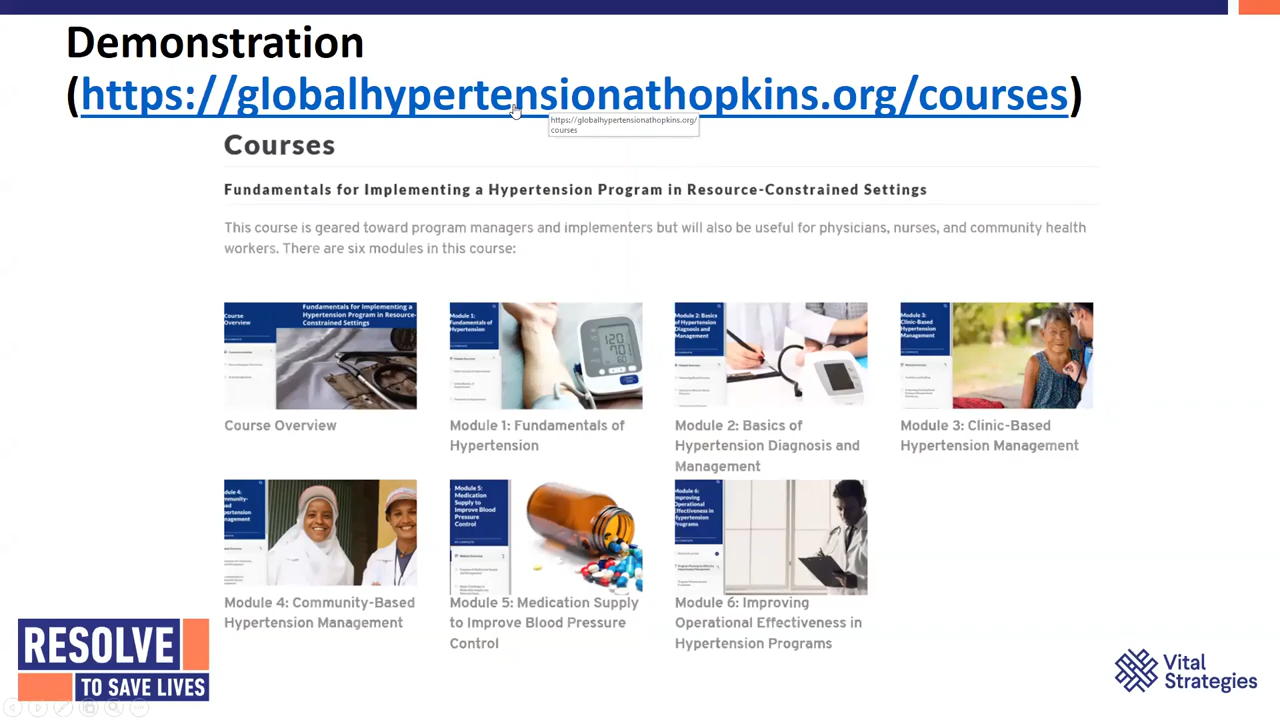 Demonstration
(https://globalhypertensionathopkins.org/courses)
https://globalhypertensionathopkins.org/
courses
Courses
Fundamentals for Implementing a Hypertension Program in Resource-Constrained Settings
This course is geared toward program managers and implementers but will also be useful for physicians, nurses, and community health
workers. There are six modules in this course:
Course
Overview
Fundamentals for Implementing a
Hypertension Program in Resource-
Constrained Settings
Course Overview
Module 1:
Fundamentals of
Hypertension
120
70
60
Module 1: Fundamentals of
Hypertension
Module 2: Basics
of Hypertension
Diagnosis and
Management
Module 2: Basics of
Hypertension Diagnosis and
Management
Module 3:
Clinic-Based
Hypertension
Management
Module 3: Clinic-Based
Hypertension Management
Module 4: Community-Based
Hypertension Management
Module 5:
Medication
Supply to
Improve Blood
Pressure
Control
Module 5: Medication Supply
to Improve Blood Pressure
Control
Module 6:
Improving
Operational
Effectiveness in
Hypertension
Programs
Module 6: Improving
Operational Effectiveness in
Hypertension Programs
RESOLVE
TO SAVE LIVES
Vital
Strategies